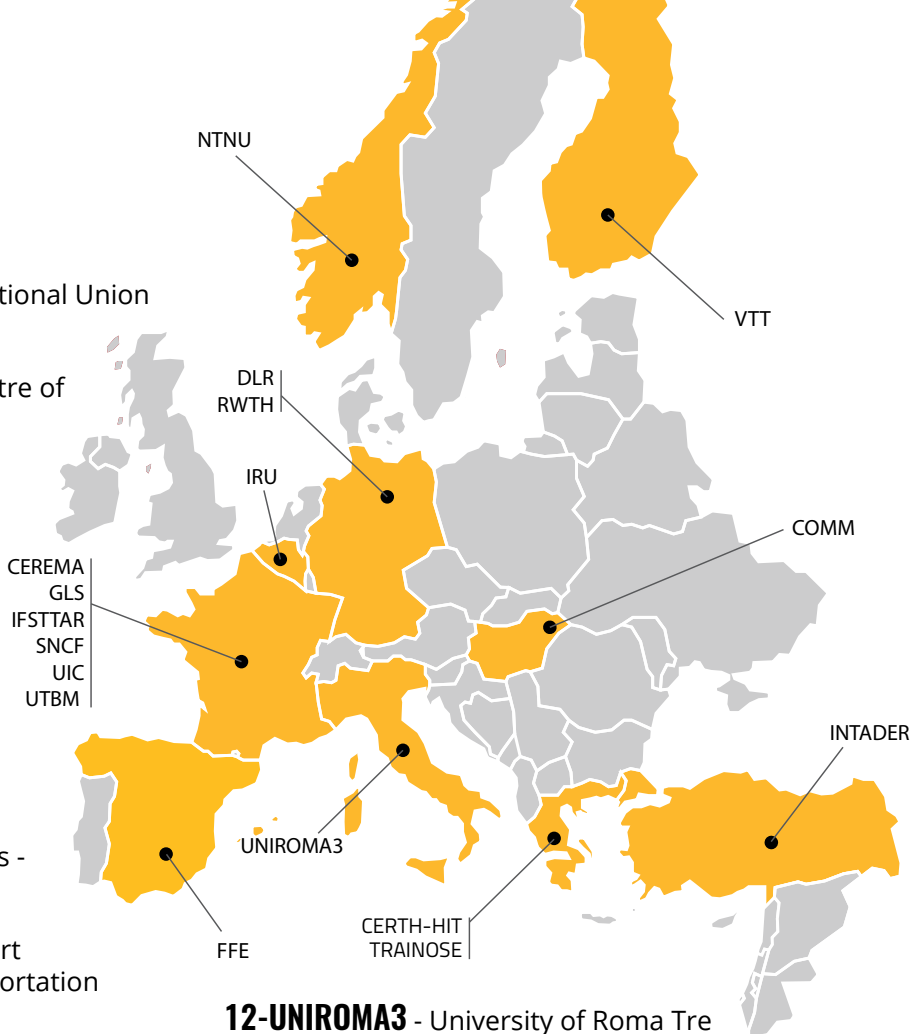 NTNU
tional Union
VTT
tre of
DLR
RWTH
IRU
COMM
CEREMA
GLS
IFSTTAR
SNCF
UIC
UTBM
INTADER
UNIROMA3
s -
CERTH-HIT
TRAINOSE
FFE
rt
ortation
12-UNIROMA3 - University of Roma Tre